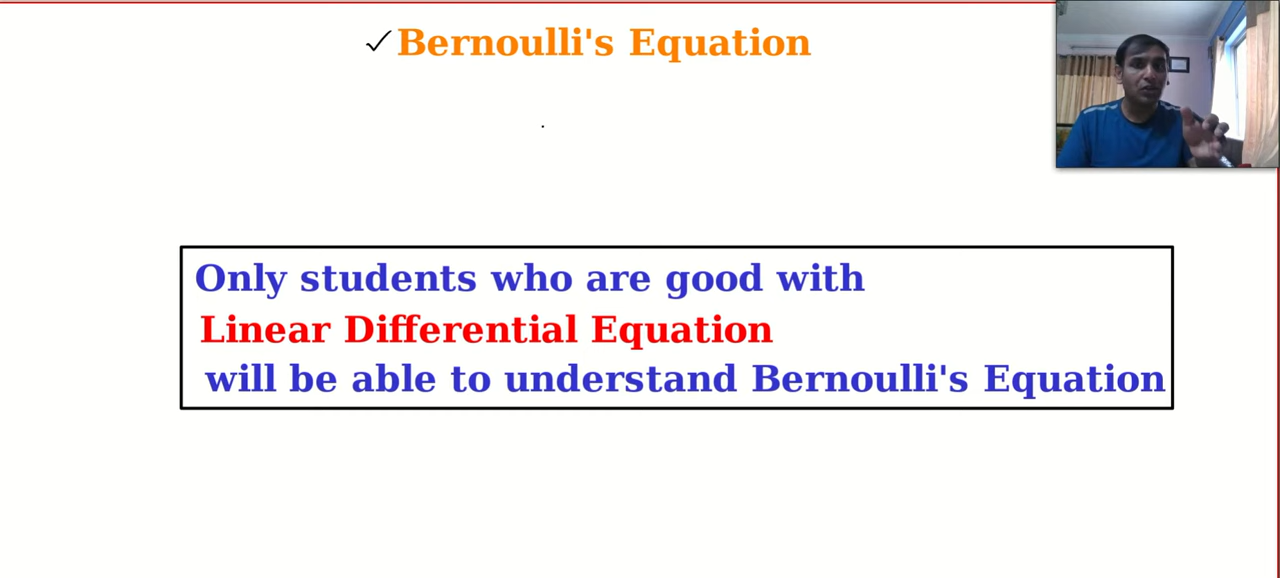 ✓Bernoulli's Equation
Only students who are good with
Linear Differential Equation
will be able to understand Bernoulli's Equation